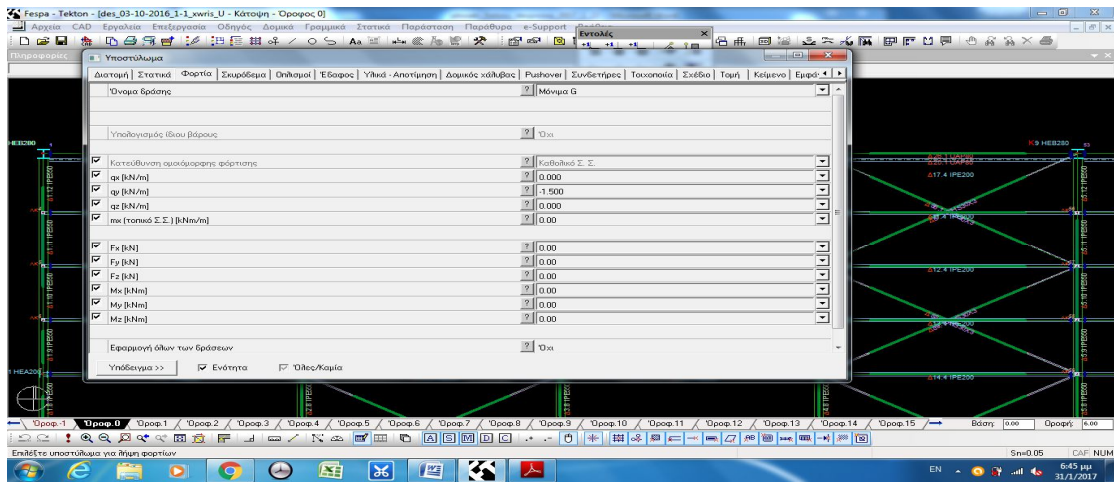 Fespa - Tekton - [des_03-10-2016_1-1_xwris_U - Κάτοψη - Όροφος 0]
Αρχεία CAD Εργαλεία Επεξεργασία Οδηγός Δομικά Γραμμικά Στατικά Παράσταση Παράθυρα e-Support
Εντολές
Πληροφορίες
Υποστύλωμα
Διατομή Στατικά Φορτία Σκυρόδεμα Οπλισμοί Έδαφος Υλικά - Αποτίμηση Δομικός χάλυβας Pushover Συνδετήρες Τοιχοποιία Σχέδιο Τομή Κείμενο Εμφά
Όνομα δράσης ? Μόνιμα G
Υπολογισμός ίδιου βάρους ? Όχι
Κατεύθυνση ομοιόμορφης φόρτισης ? Καθολικό Σ. Σ.
qx [kN/m] ? 0.000
qy [kN/m] ? -1.500
qz [kN/m] ? 0.000
mx (τοπικό Σ.Σ.) [kNm/m] ? 0.00
Fx [kN] ? 0.00
Fy [kN] ? 0.00
Fz [kN] ? 0.00
Mx [kNm] ? 0.00
My [kNm] ? 0.00
Mz [kNm] ? 0.00
Εφαρμογή όλων των δράσεων ? Όχι
Υπόδειγμα >> Ενότητα Όλες/Καμία
HEB280
K9 HEB280
Δ17.4 IPE200
Δ12.4 IPE200
Δ14.4 IPE200
Όροφ.-1 Όροφ.0 Όροφ.1 Όροφ.2 Όροφ.3 Όροφ.4 Όροφ.5 Όροφ.6 Όροφ.7 Όροφ.8 Όροφ.9 Όροφ.10 Όροφ.11 Όροφ.12 Όροφ.13 Όροφ.14 Όροφ.15 Βάση: 0.00 Οροφή: 6.00
Επιλέξτε υποστύλωμα για λήψη φορτίων Sn=0.05 CAP NUM
EN 6:45 μμ
31/1/2017